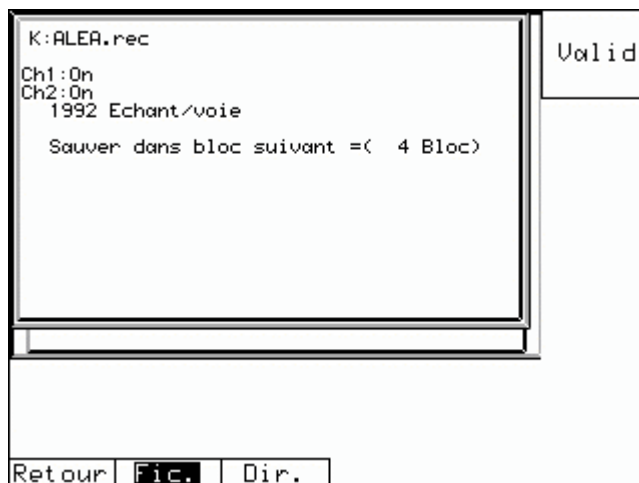 K:ALEA.rec
Valid
Ch1:On
Ch2:On
1992 Echant/voie
Sauver dans bloc suivant =(  4 Bloc)
Retour Fic. Dir.